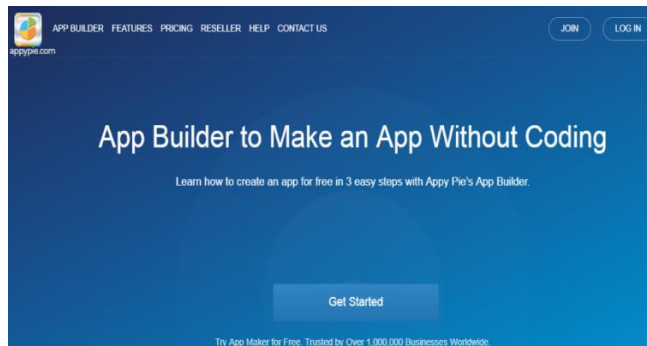 APP BUILDER FEATURES PRICING RESELLER HELP CONTACT US JOIN LOG IN
appypie.com
App Builder to Make an App Without Coding
Learn how to create an app for free in 3 easy steps with Appy Pie's App Builder.
Get Started
Try App Maker for Free. Trusted by Over 1,000,000 Businesses Worldwide.